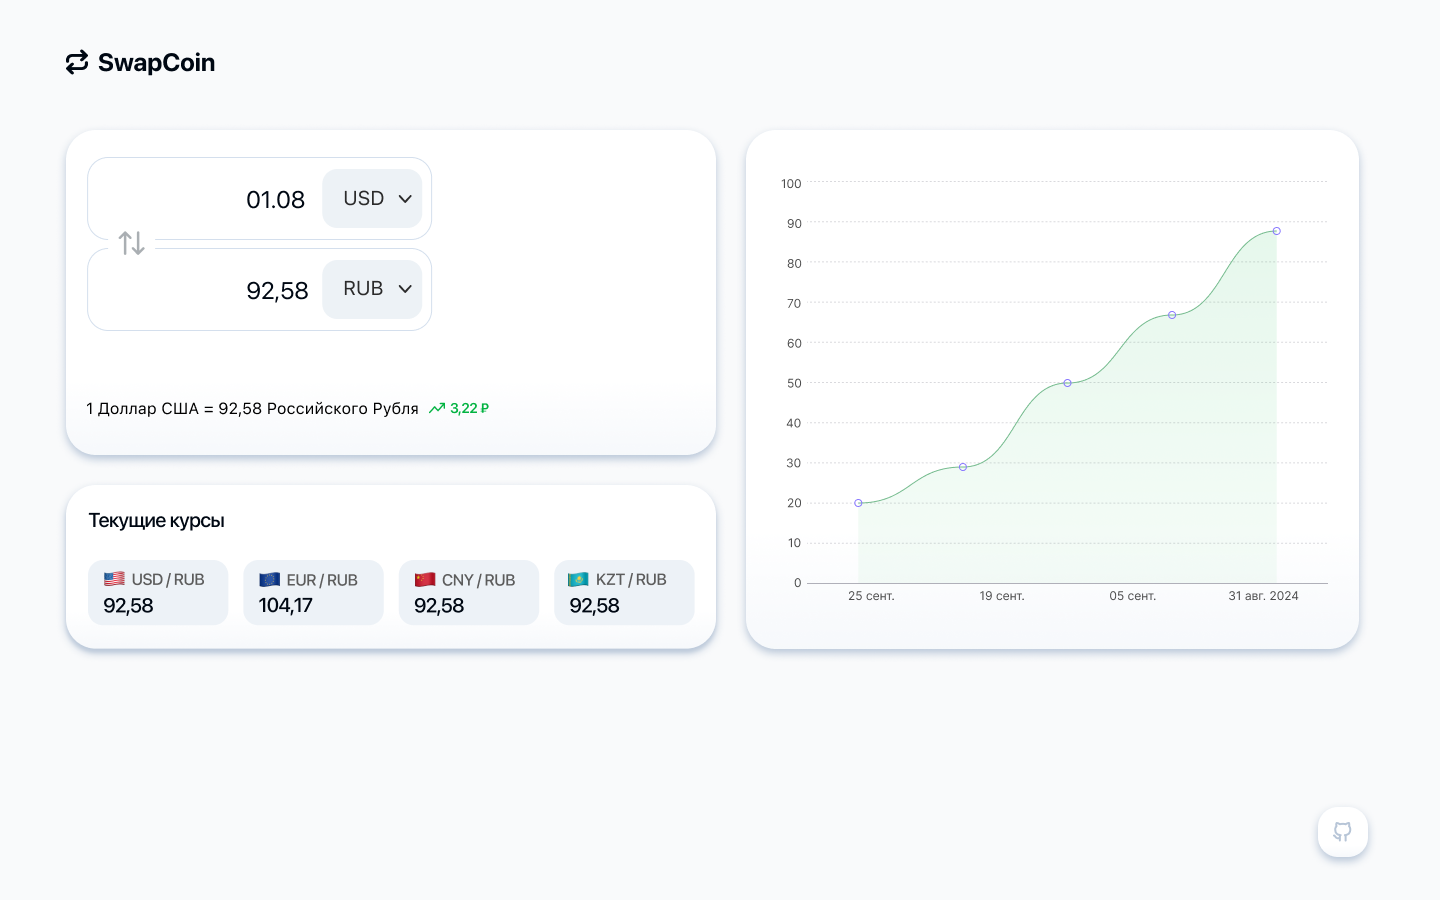 SwapCoin
01.08 USD
92,58 RUB
1 Доллар США = 92,58 Российского Рубля 3,22 ₽
Текущие курсы
USD / RUB
92,58
EUR / RUB
104,17
CNY / RUB
92,58
KZT / RUB
92,58
100
90
80
70
60
50
40
30
20
10
0
25 сент. 19 сент. 05 сент. 31 авг. 2024